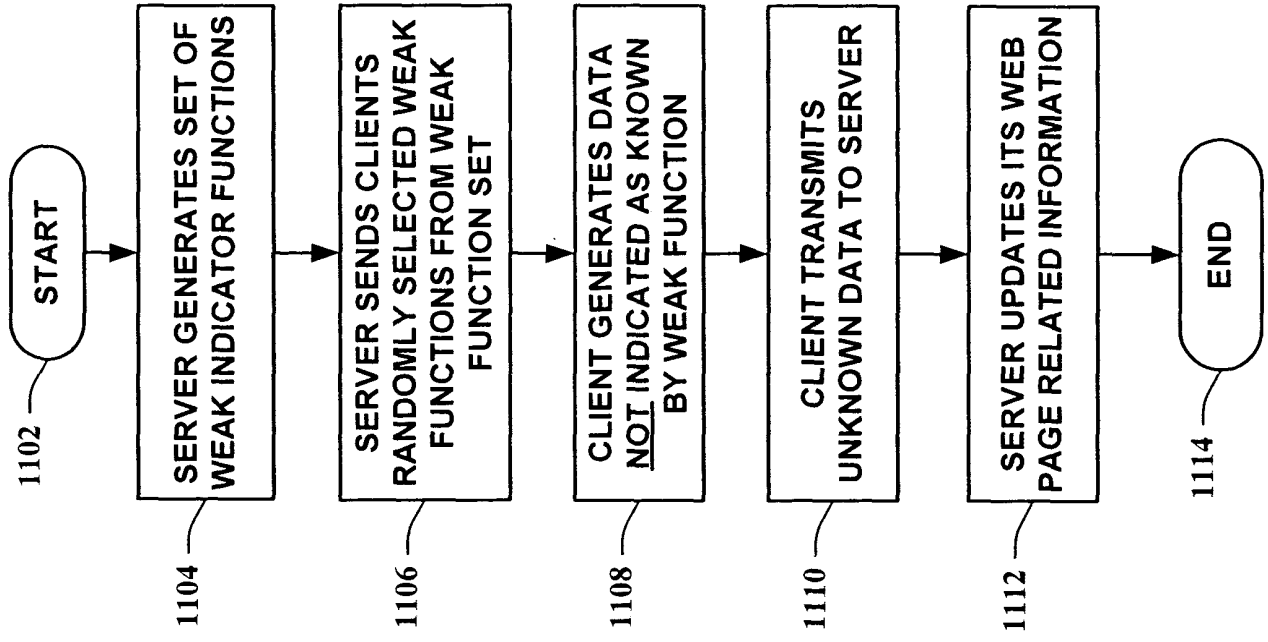 START
1102
SERVER GENERATES SET OF
WEAK INDICATOR FUNCTIONS
1104
SERVER SENDS CLIENTS
RANDOMLY SELECTED WEAK
FUNCTIONS FROM WEAK
FUNCTION SET
1106
CLIENT GENERATES DATA
NOT INDICATED AS KNOWN
BY WEAK FUNCTION
1108
CLIENT TRANSMITS
UNKNOWN DATA TO SERVER
1110
SERVER UPDATES ITS WEB
PAGE RELATED INFORMATION
1112
END
1114